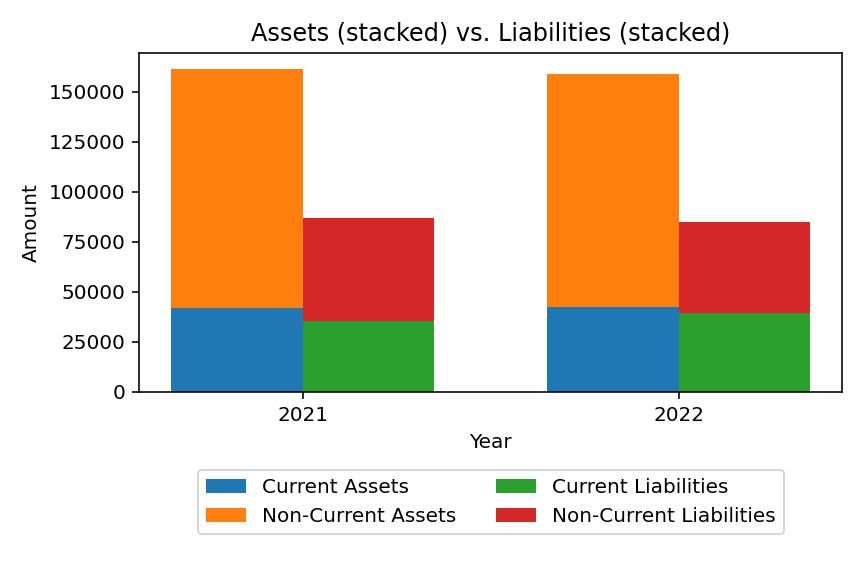 Assets (stacked) vs. Liabilities (stacked)
150000
125000
100000
75000
50000
25000
0
Amount
2021
2022
Year
Current Assets
Non-Current Assets
Current Liabilities
Non-Current Liabilities